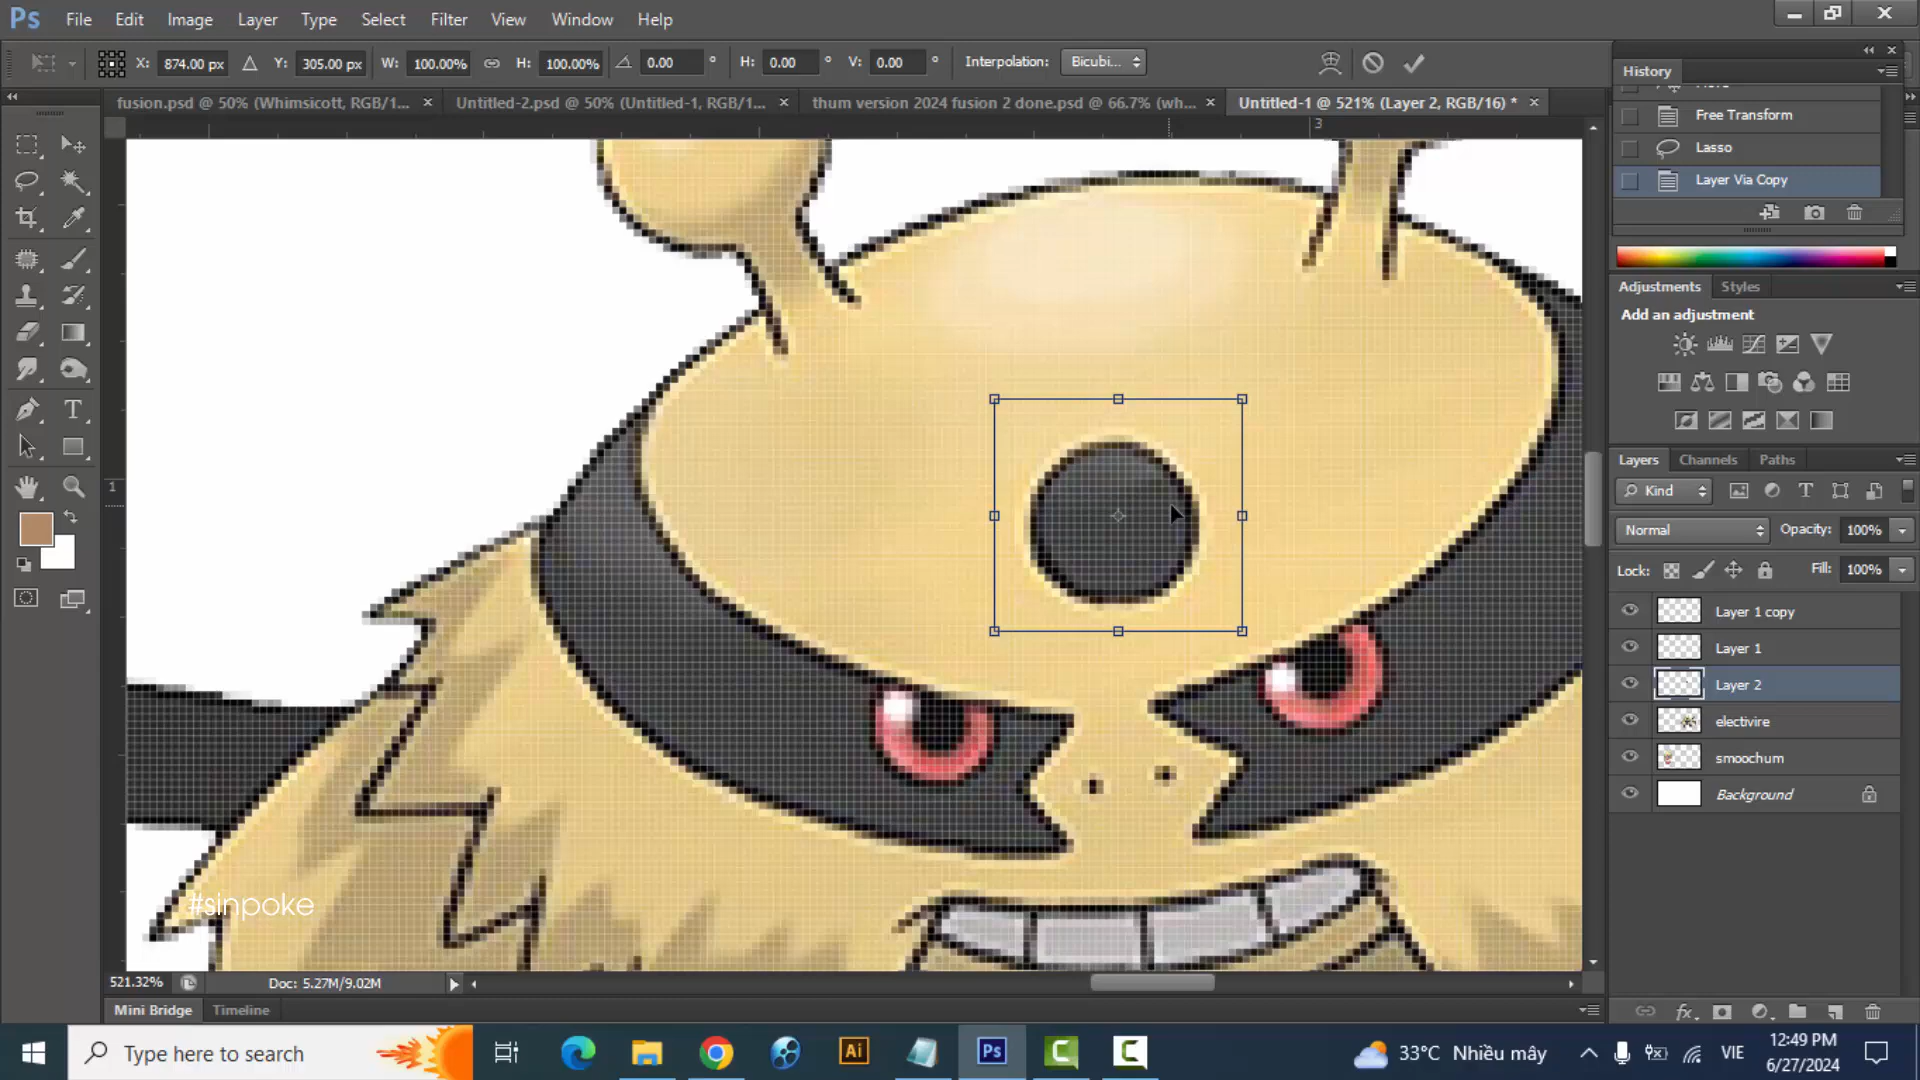 Ps File Edit Image Layer Type Select Filter View Window Help
X: 874.00 px Y: 305.00 px W: 100.00% H: 100.00% 0.00 ° H: 0.00 ° V: 0.00 ° Interpolation: Bicubi...
fusion.psd @ 50% (Whimsicott, RGB/1... × Untitled-2.psd @ 50% (Untitled-1, RGB/1... × thum version 2024 fusion 2 done.psd @ 66.7% (wh... × Untitled-1 @ 521% (Layer 2, RGB/16) * ×
3
1
History
Free Transform
Lasso
Layer Via Copy
Adjustments Styles
Add an adjustment
Layers Channels Paths
Kind
Normal Opacity: 100%
Lock: Fill: 100%
Layer 1 copy
Layer 1
Layer 2
electivire
smoochum
Background
#sinpoke
521.32% Doc: 5.27M/9.02M
Mini Bridge Timeline
Type here to search Ai Ps 33°C Nhiều mây VIE 12:49 PM
6/27/2024